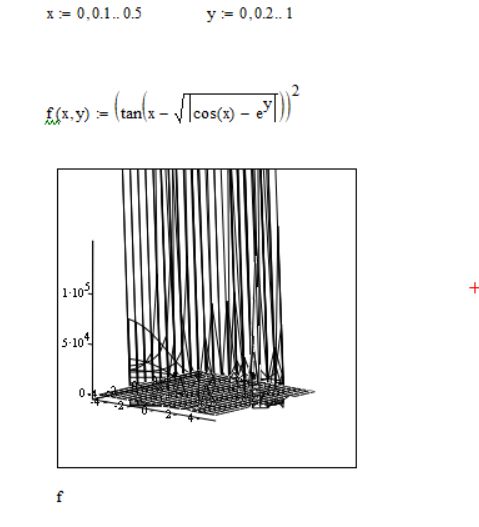 x := 0,0.1.. 0.5 y := 0,0.2.. 1
f(x,y) := (tan(x − √|cos(x) − e^y|))^2
1·10^5
5·10^4
0
-4 -2 0 2 4
f